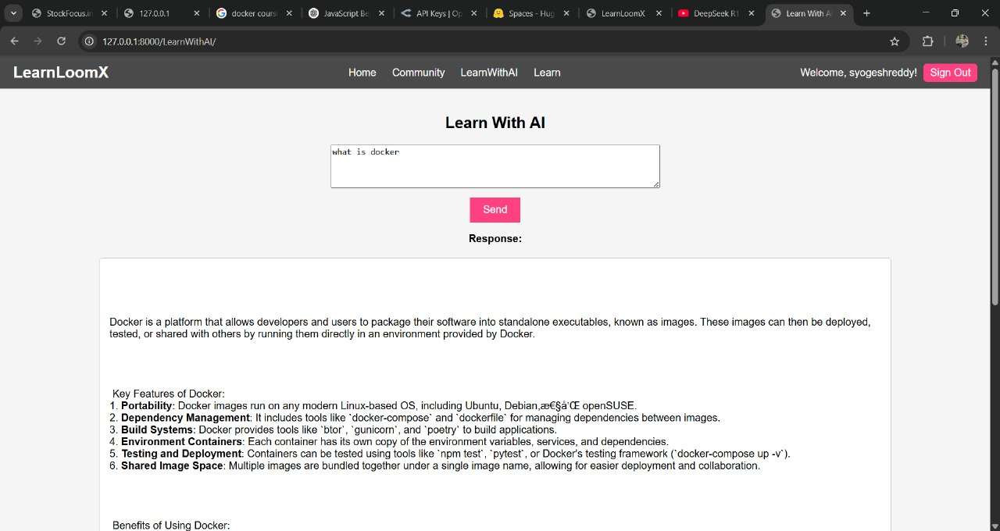 StockFocus.in
127.0.0.1
docker cours
JavaScript Be
API Keys | Op
Spaces - Hug
LearnLoomX
DeepSeek R1
Learn With A
127.0.0.1:8000/LearnWithAI/
LearnLoomX
Home
Community
LearnWithAI
Learn
Welcome, syogeshreddy!
Sign Out
Learn With AI
what is docker
Send
Response:
Docker is a platform that allows developers and users to package their software into standalone executables, known as images. These images can then be deployed,
tested, or shared with others by running them directly in an environment provided by Docker.
Key Features of Docker:
1. Portability: Docker images run on any modern Linux-based OS, including Ubuntu, Debian,æ€§å'Œ openSUSE.
2. Dependency Management: It includes tools like `docker-compose` and `dockerfile` for managing dependencies between images.
3. Build Systems: Docker provides tools like `btor`, `gunicorn`, and `poetry` to build applications.
4. Environment Containers: Each container has its own copy of the environment variables, services, and dependencies.
5. Testing and Deployment: Containers can be tested using tools like `npm test`, `pytest`, or Docker's testing framework (`docker-compose up -v`).
6. Shared Image Space: Multiple images are bundled together under a single image name, allowing for easier deployment and collaboration.
Benefits of Using Docker: